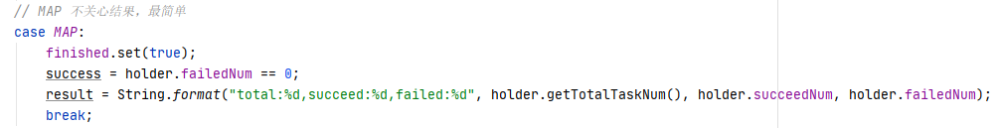 // MAP 不关心结果，最简单
case MAP:
finished.set(true);
success = holder.failedNum == 0;
result = String.format("total:%d,succeed:%d,failed:%d", holder.getTotalTaskNum(), holder.succeedNum, holder.failedNum);
break;